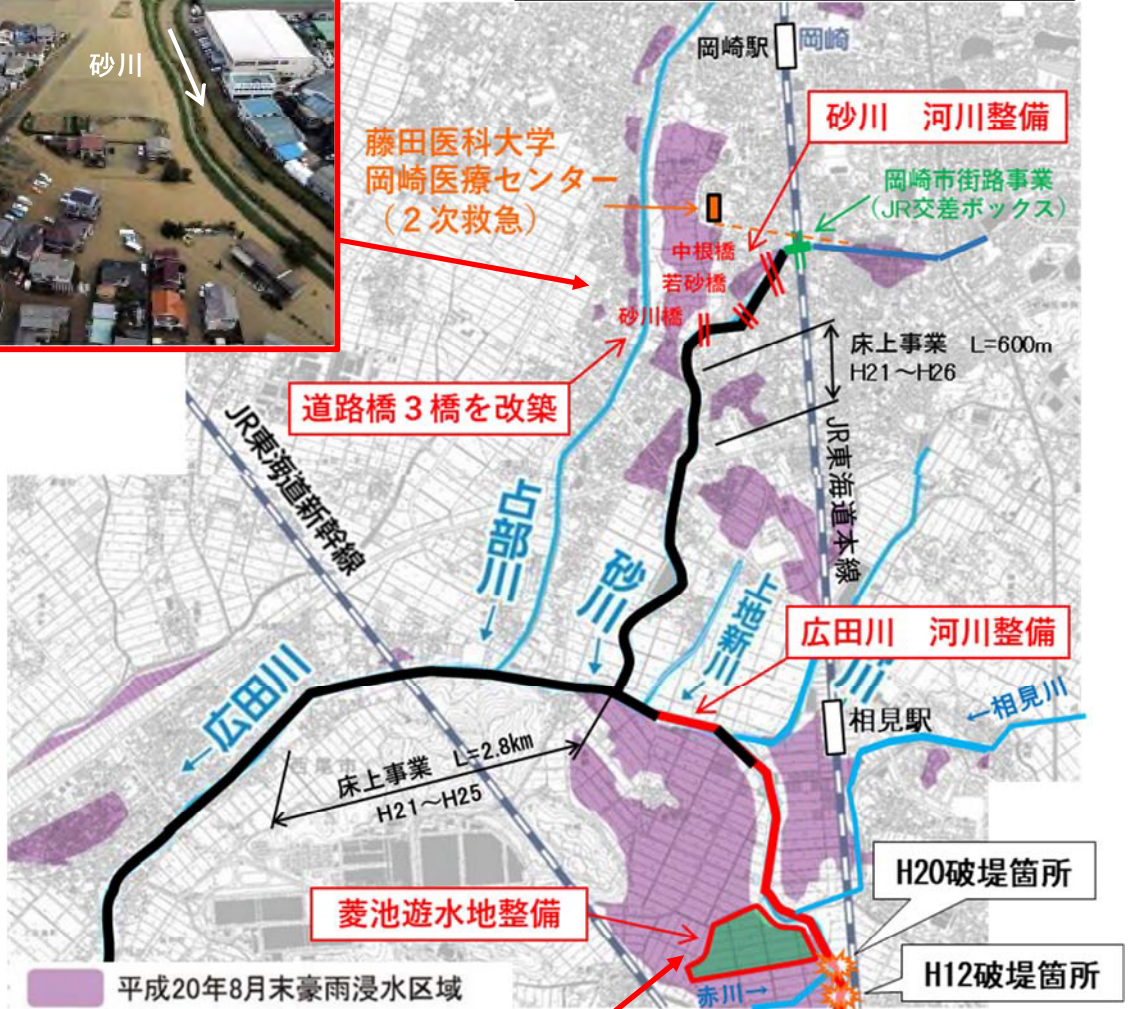 砂川
岡崎駅
岡崎
砂川　河川整備
藤田医科大学
岡崎医療センター
（２次救急）
岡崎市街路事業
（JR交差ボックス）
中根橋
若砂橋
砂川橋
床上事業　L=600m
H21～H26
道路橋３橋を改築
JR東海道新幹線
JR東海道本線
占部川
砂川
上地新川
広田川　河川整備
川
相見駅
←相見川
広田川
床上事業　L=2.8km
H21～H25
西尾市
H20破堤箇所
菱池遊水地整備
H12破堤箇所
赤川→
平成20年8月末豪雨浸水区域